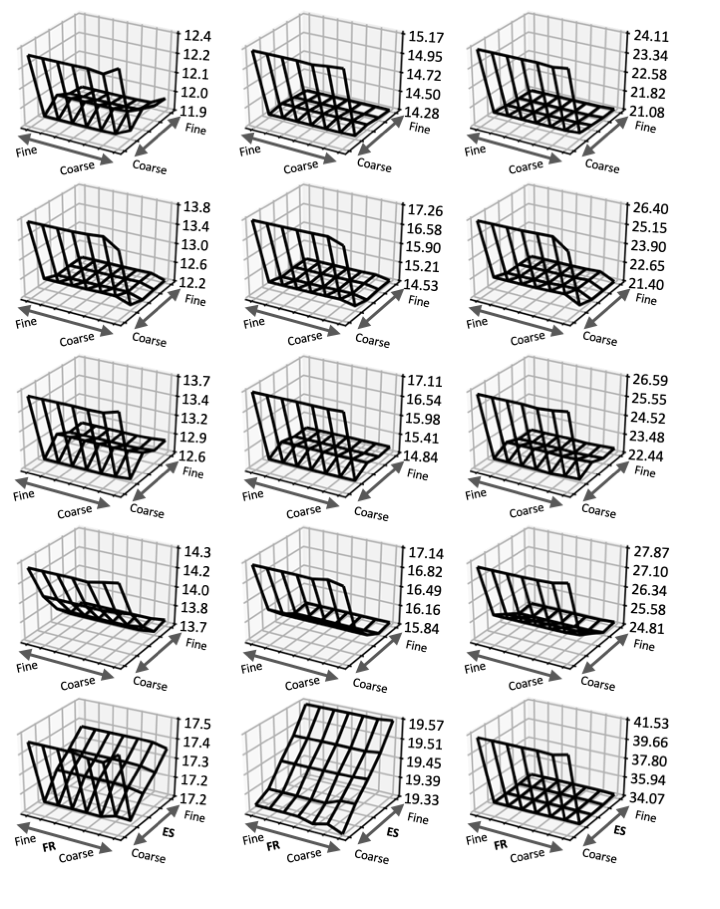 12.4
12.2
12.1
12.0
11.9
Fine
Fine
Coarse
Coarse
15.17
14.95
14.72
14.50
14.28
Fine
Fine
Coarse
Coarse
24.11
23.34
22.58
21.82
21.08
Fine
Fine
Coarse
Coarse
13.8
13.4
13.0
12.6
12.2
Fine
Fine
Coarse
Coarse
17.26
16.58
15.90
15.21
14.53
Fine
Fine
Coarse
Coarse
26.40
25.15
23.90
22.65
21.40
Fine
Fine
Coarse
Coarse
13.7
13.4
13.2
12.9
12.6
Fine
Fine
Coarse
Coarse
17.11
16.54
15.98
15.41
14.84
Fine
Fine
Coarse
Coarse
26.59
25.55
24.52
23.48
22.44
Fine
Fine
Coarse
Coarse
14.3
14.2
14.0
13.8
13.7
Fine
Fine
Coarse
Coarse
17.14
16.82
16.49
16.16
15.84
Fine
Fine
Coarse
Coarse
27.87
27.10
26.34
25.58
24.81
Fine
Fine
Coarse
Coarse
17.5
17.4
17.3
17.2
17.2
Fine
ES
Fine
FR
Coarse
Coarse
19.57
19.51
19.45
19.39
19.33
Fine
ES
Fine
FR
Coarse
Coarse
41.53
39.66
37.80
35.94
34.07
Fine
ES
Fine
FR
Coarse
Coarse